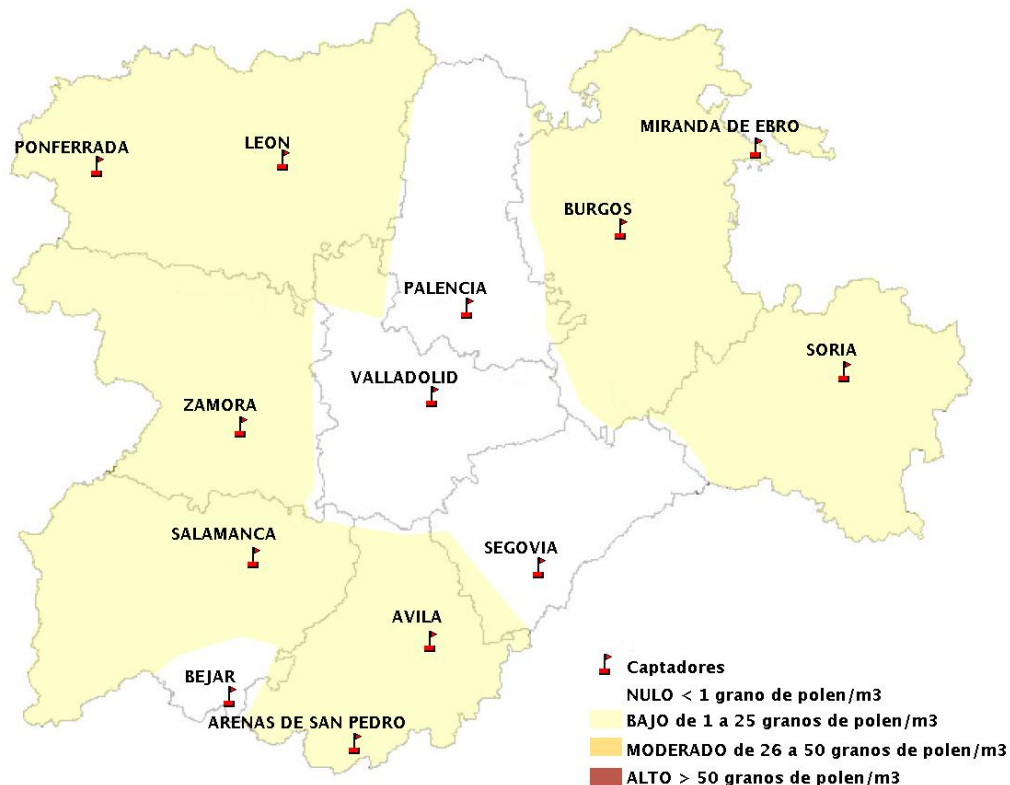 MIRANDA DE EBRO
PONFERRADA
LEON
BURGOS
PALENCIA
SORIA
VALLADOLID
ZAMORA
SALAMANCA
SEGOVIA
AVILA
BEJAR
ARENAS DE SAN PEDRO
Captadores
NULO < 1 grano de polen/m3
BAJO de 1 a 25 granos de polen/m3
MODERADO de 26 a 50 granos de polen/m3
ALTO > 50 granos de polen/m3